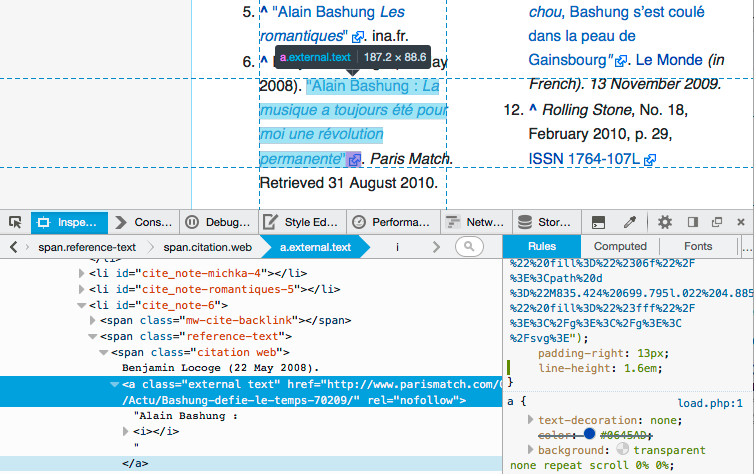 5. ^ "Alain Bashung Les
romantiques" . ina.fr.
6. ^
a.external.text | 187.2 × 88.6
ay
2008). "Alain Bashung : La
musique a toujours été pour
moi une révolution
permanente" . Paris Match.
Retrieved 31 August 2010.
chou, Bashung s'est coulé
dans la peau de
Gainsbourg" . Le Monde (in
French). 13 November 2009.
12. ^ Rolling Stone, No. 18,
February 2010, p. 29,
ISSN 1764-107L
Inspe... Cons... Debug... Style Ed... Performa... Netw... Stor...
span.reference-text span.citation.web a.external.text i
</li>
<li id="cite_note-michka-4"></li>
<li id="cite_note-romantiques-5"></li>
<li id="cite_note-6">
<span class="mw-cite-backlink"></span>
<span class="reference-text">
<span class="citation web">
Benjamin Locoge (22 May 2008).
<a class="external text" href="http://www.parismatch.com/
/Actu/Bashung-defie-le-temps-70209/" rel="nofollow">
"Alain Bashung :
<i></i>
"
</a>
Rules Computed Fonts
%22%20fill%3D%22%2306f%22%2F
%3E%3Cpath%20d
%3D%22M835.424%20699.795l.022%204.885
%22%20fill%3D%22%23fff%22%2F
%3E%3C%2Fg%3E%3C%2Fg%3E%3C
%2Fsvg%3E");
padding-right: 13px;
line-height: 1.6em;
}
a { load.php:1
text-decoration: none;
color: #0645AD;
background: transparent
none repeat scroll 0% 0%;